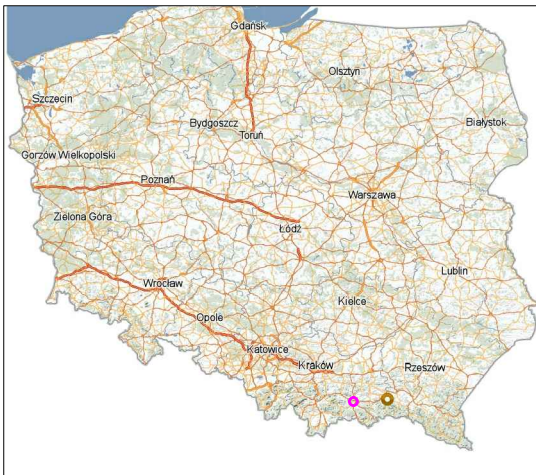 Gdańsk
Olsztyn
Szczecin
Bydgoszcz
Białystok
Toruń
Gorzów Wielkopolski
Poznań
Warszawa
Zielona Góra
Łódź
Lublin
Wrocław
Kielce
Opole
Katowice
Kraków
Rzeszów